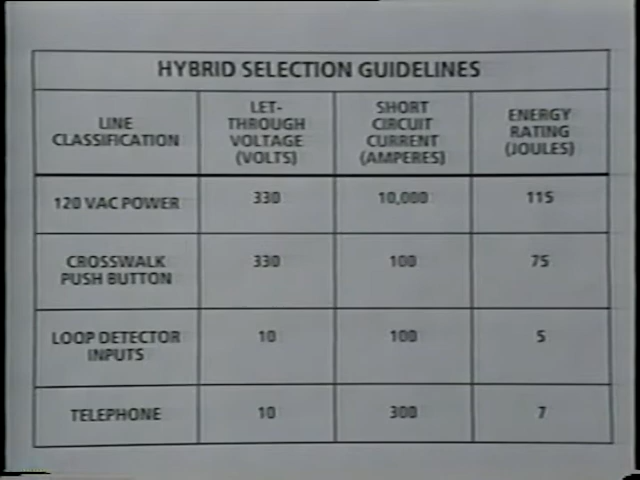 HYBRID SELECTION GUIDELINES
LINE
CLASSIFICATION
LET-
THROUGH
VOLTAGE
(VOLTS)
SHORT
CIRCUIT
CURRENT
(AMPERES)
ENERGY
RATING
(JOULES)
120 VAC POWER
330
10,000
115
CROSSWALK
PUSH BUTTON
330
100
75
LOOP DETECTOR
INPUTS
10
100
5
TELEPHONE
10
300
7